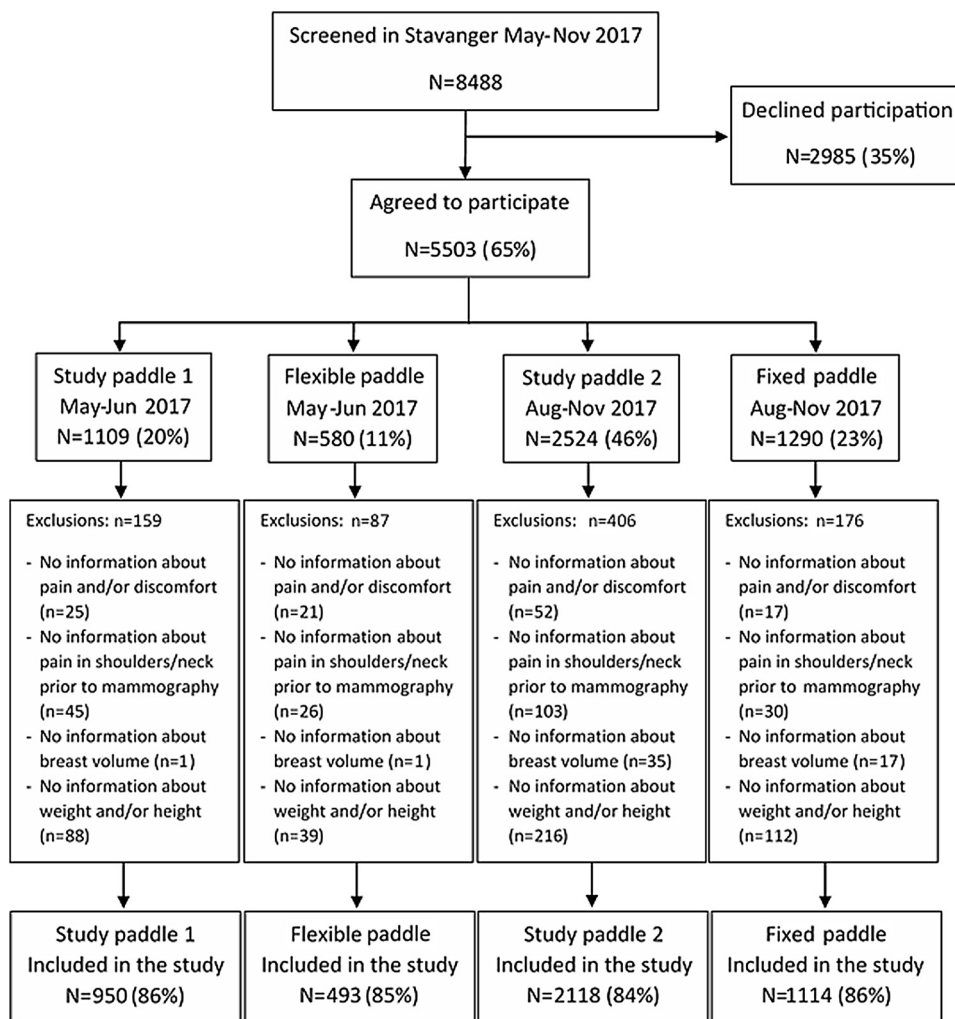 Screened in Stavanger May-Nov 2017
N=8488
Declined participation
N=2985 (35%)
Agreed to participate
N=5503 (65%)
Study paddle 1
May-Jun 2017
N=1109 (20%)
Flexible paddle
May-Jun 2017
N=580 (11%)
Study paddle 2
Aug-Nov 2017
N=2524 (46%)
Fixed paddle
Aug-Nov 2017
N=1290 (23%)
Exclusions: n=159
- No information about
pain and/or discomfort
(n=25)
- No information about
pain in shoulders/neck
prior to mammography
(n=45)
- No information about
breast volume (n=1)
- No information about
weight and/or height
(n=88)
Exclusions: n=87
- No information about
pain and/or discomfort
(n=21)
- No information about
pain in shoulders/neck
prior to mammography
(n=26)
- No information about
breast volume (n=1)
- No information about
weight and/or height
(n=39)
Exclusions: n=406
- No information about
pain and/or discomfort
(n=52)
- No information about
pain in shoulders/neck
prior to mammography
(n=103)
- No information about
breast volume (n=35)
- No information about
weight and/or height
(n=216)
Exclusions: n=176
- No information about
pain and/or discomfort
(n=17)
- No information about
pain in shoulders/neck
prior to mammography
(n=30)
- No information about
breast volume (n=17)
- No information about
weight and/or height
(n=112)
Study paddle 1
Included in the study
N=950 (86%)
Flexible paddle
Included in the study
N=493 (85%)
Study paddle 2
Included in the study
N=2118 (84%)
Fixed paddle
Included in the study
N=1114 (86%)